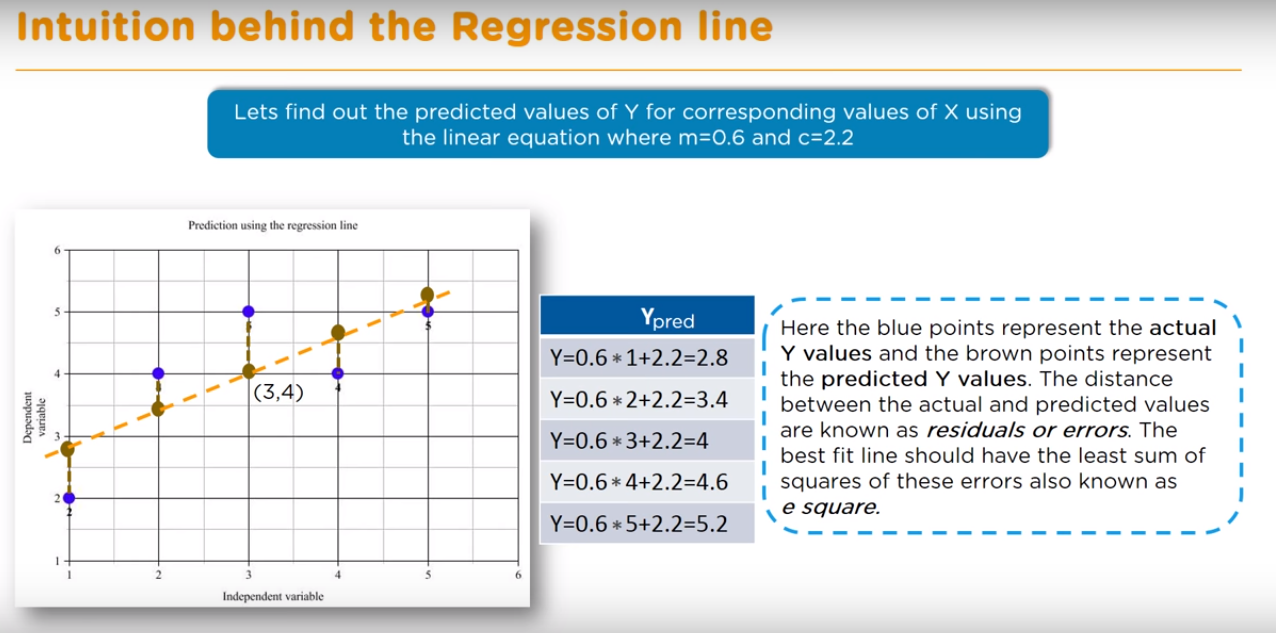 Intuition behind the Regression line
Lets find out the predicted values of Y for corresponding values of X using
the linear equation where m=0.6 and c=2.2
Prediction using the regression line
6
5
4
3
2
1
Dependent
variable
(3,4)
5
4
5
2
1 2 3 4 5 6
Independent variable
Ypred
Y=0.6*1+2.2=2.8
Y=0.6*2+2.2=3.4
Y=0.6*3+2.2=4
Y=0.6*4+2.2=4.6
Y=0.6*5+2.2=5.2
Here the blue points represent the actual
Y values and the brown points represent
the predicted Y values. The distance
between the actual and predicted values
are known as residuals or errors. The
best fit line should have the least sum of
squares of these errors also known as
e square.